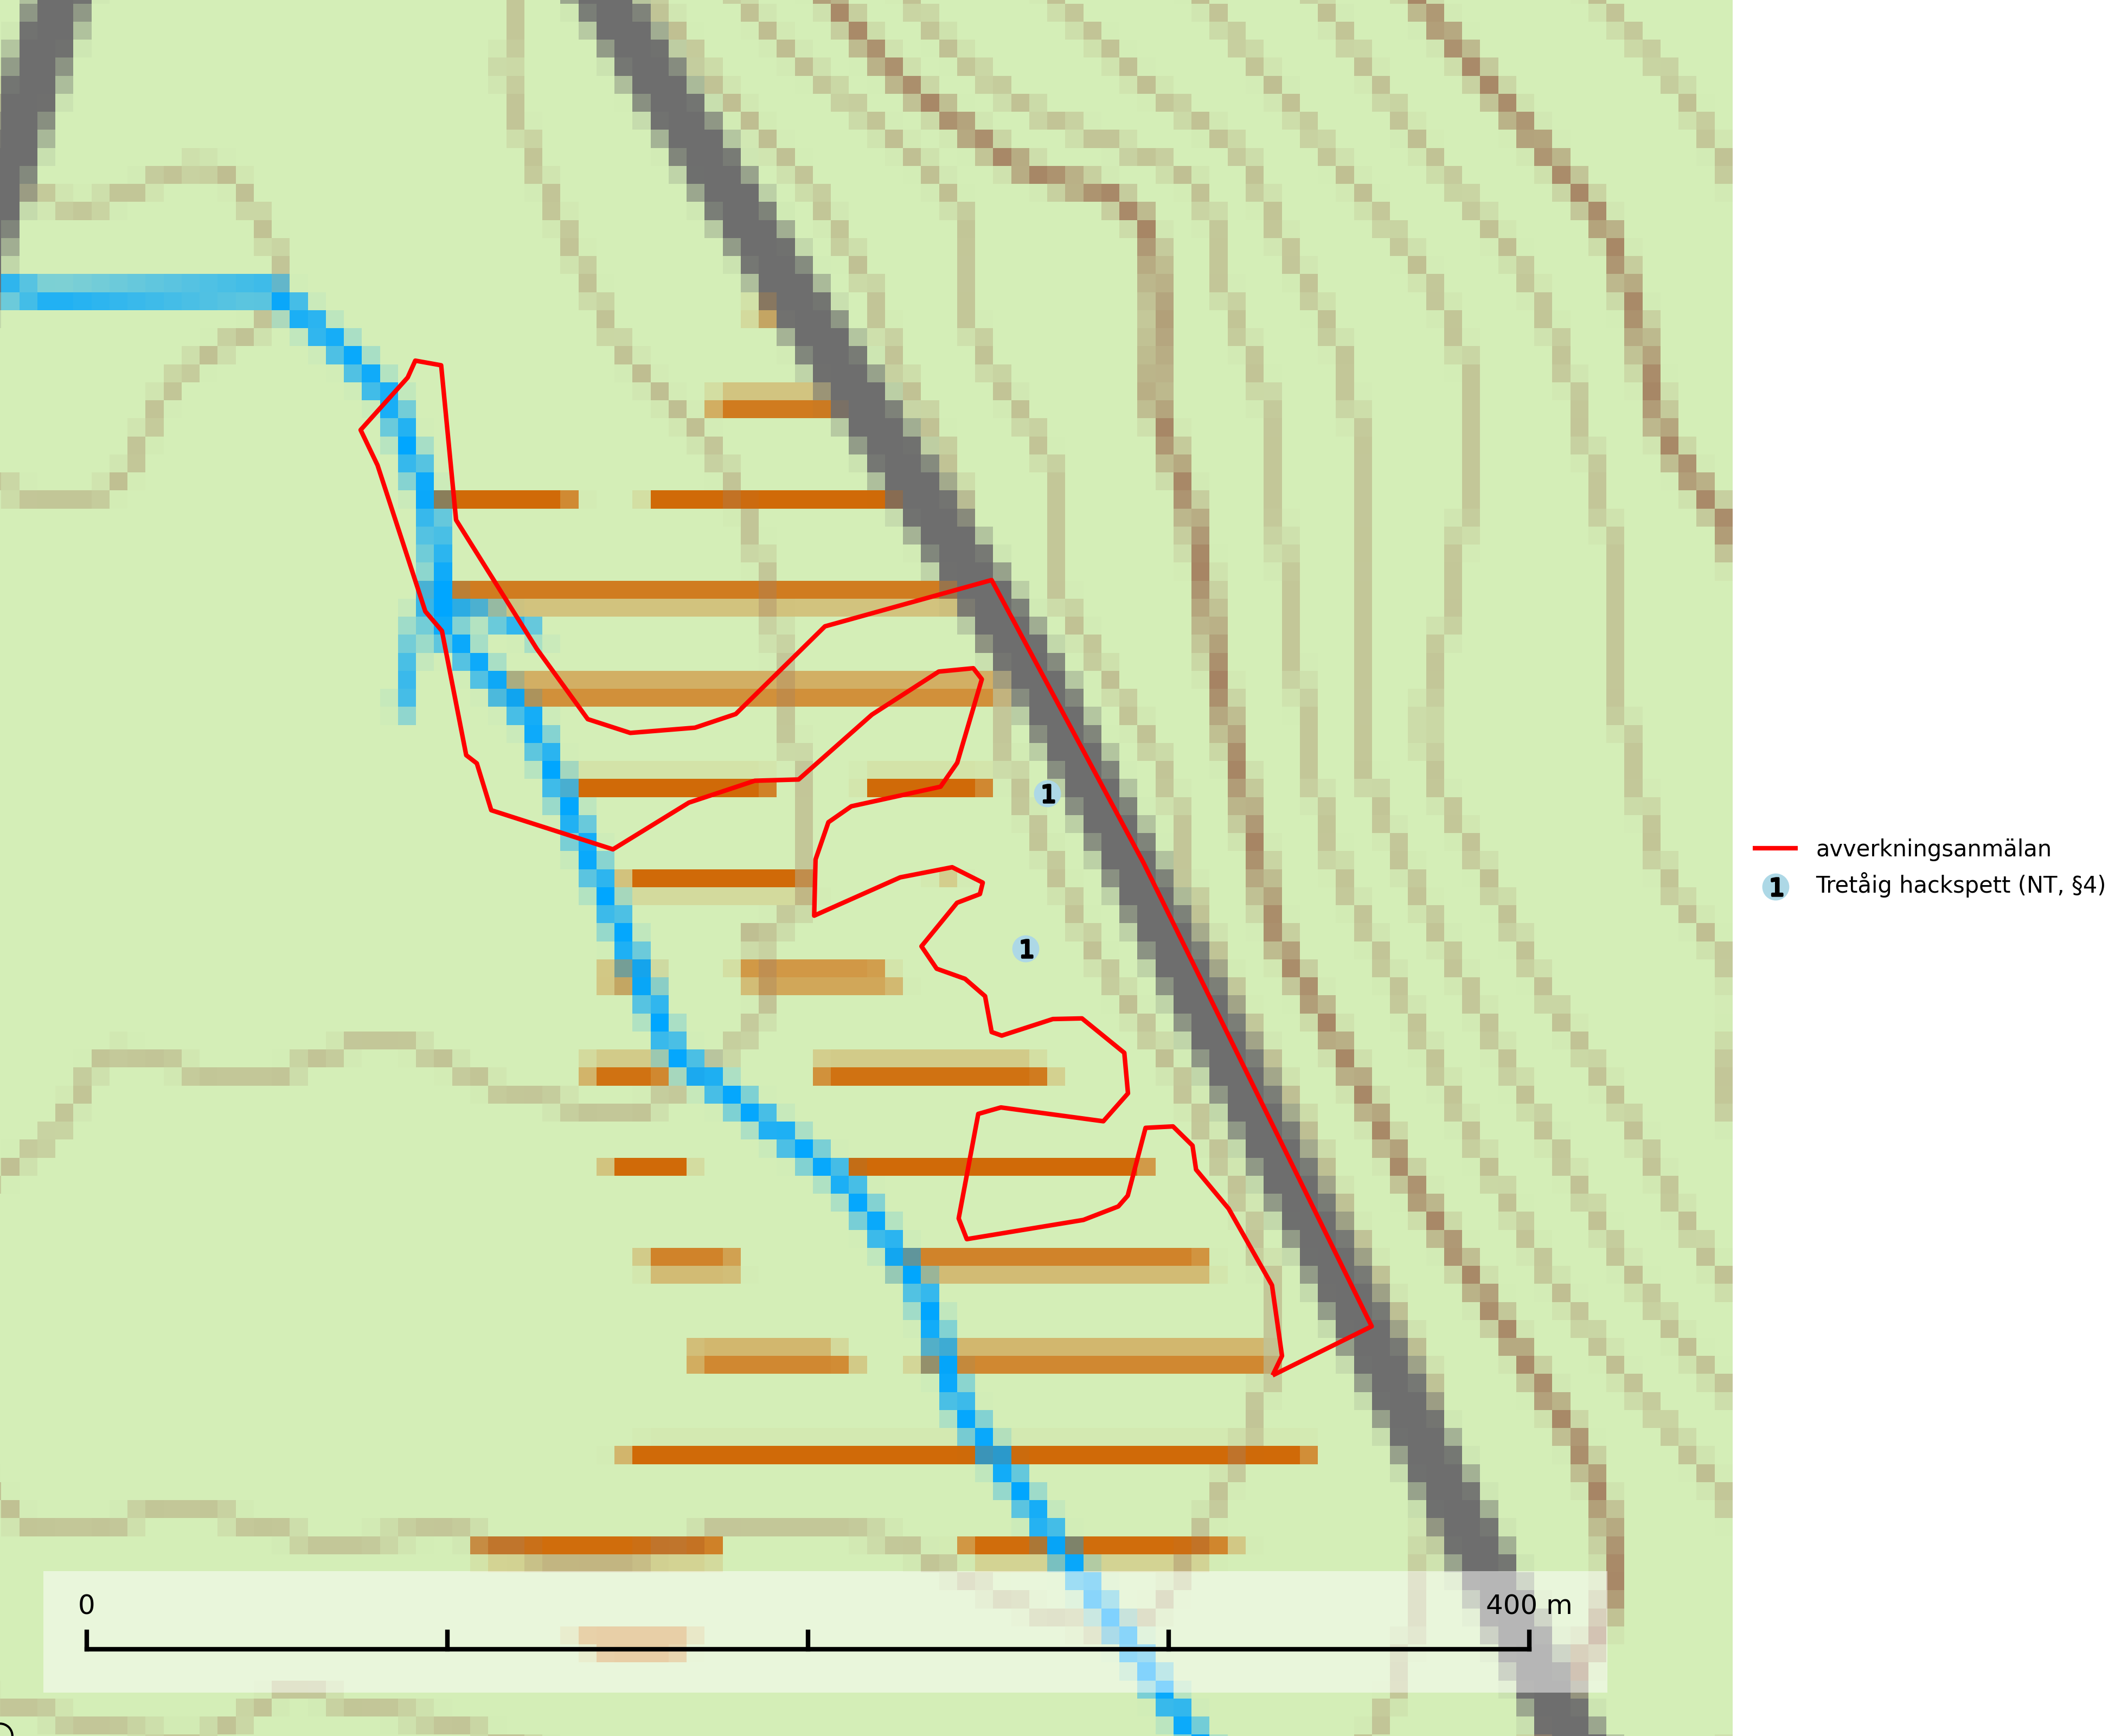 1
avverkningsanmälan
1 Tretåig hackspett (NT, §4)
1
0 400 m